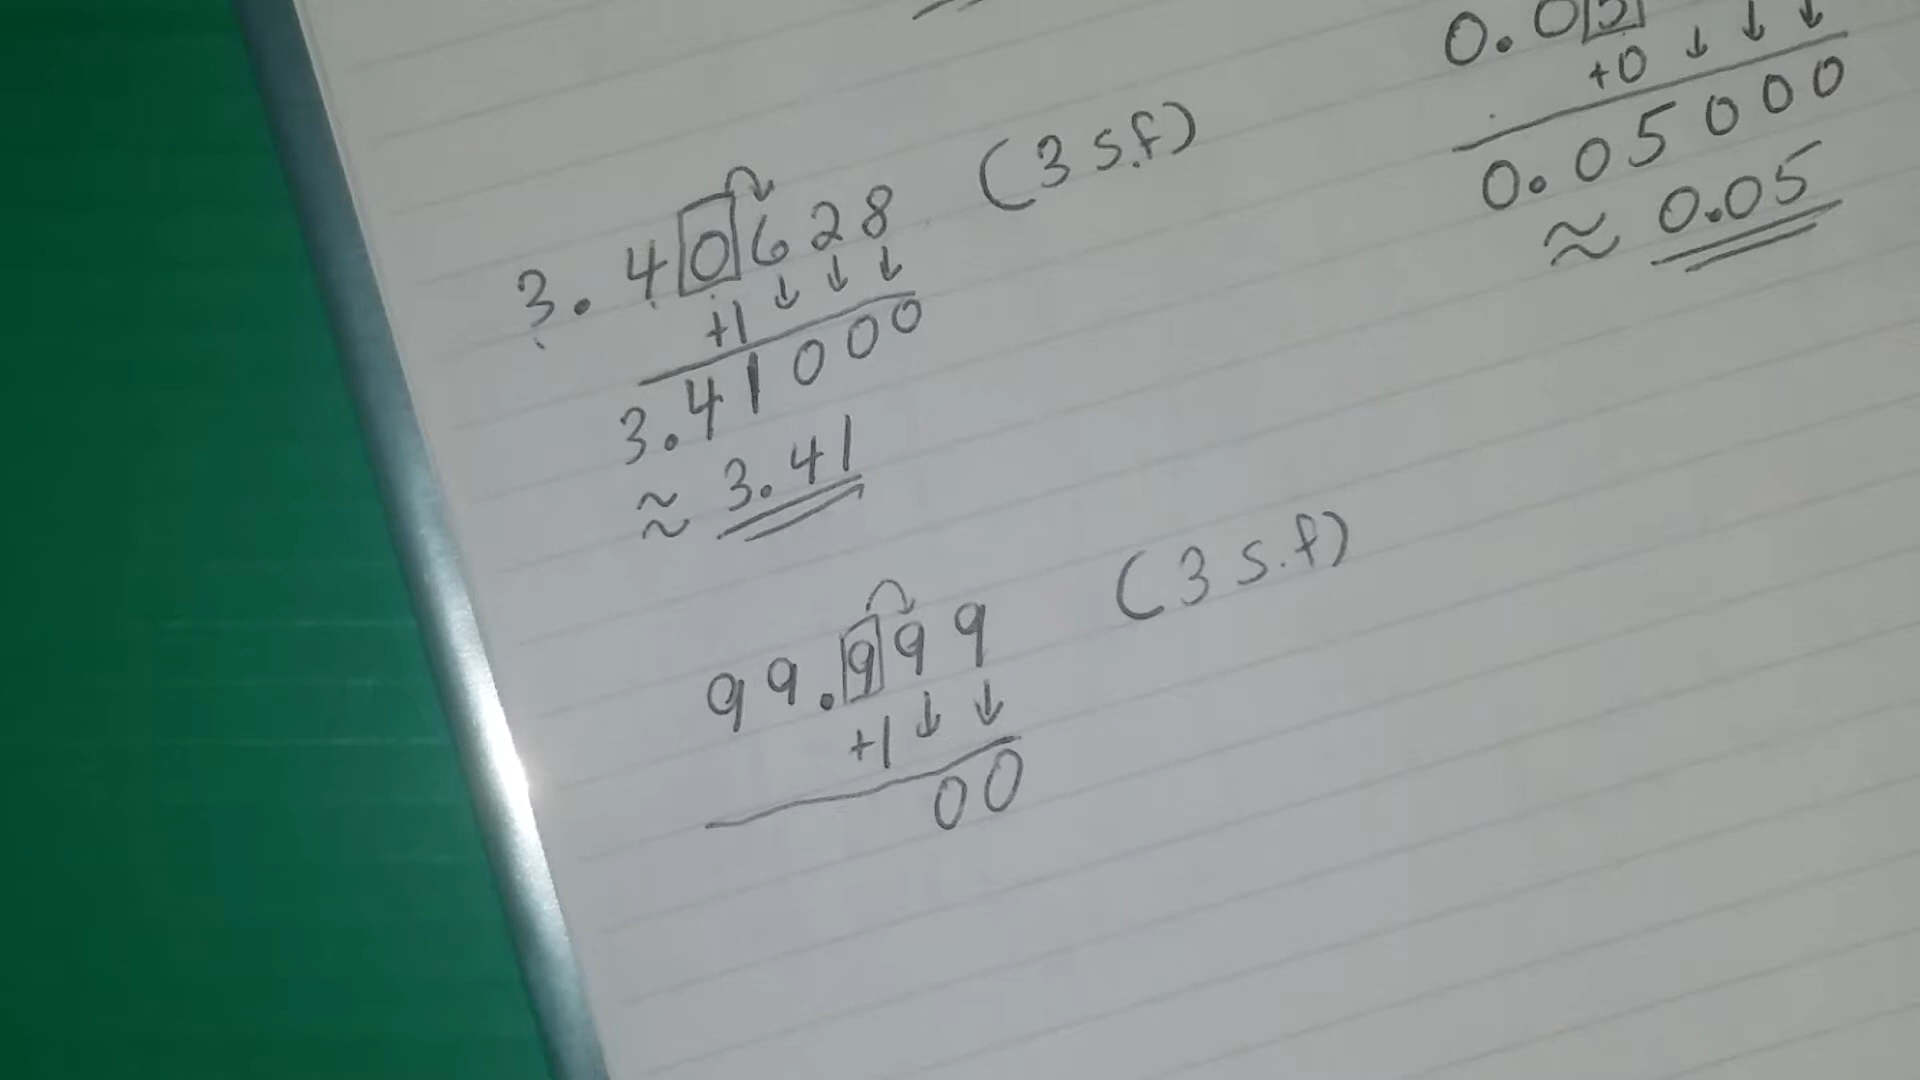 3.40628 (3 s.f)
+1 ↓ ↓ ↓
3.41000
≈ 3.41
99.999 (3 s.f)
+1 ↓ ↓
00
0.05 ↓ ↓ ↓
+0
0.05000
≈ 0.05